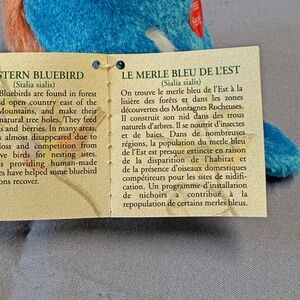 STERN BLUEBIRD
(Sialia sialis)
Bluebirds are found in forest
d open country east of the
Mountains, and make their
natural tree holes. They feed
s and berries. In many areas,
almost disappeared due to
loss and competition from
ve birds for nesting sites.
s providing human-made
es have helped some bluebird
ons recover.
LE MERLE BLEU DE L'EST
(Sialia sialis)
On trouve le merle bleu de l'Est à la
lisière des forêts et dans les zones
découvertes des Montagnes Rocheuses.
Il construit son nid dans des trous
naturels d'arbres. Il se nourrit d'insectes
et de baies. Dans de nombreuses
régions, la population du merle bleu
de l'Est est presque extincte en raison
de la disparition de l'habitat et
de la présence d'oiseaux domestiques
compétiteurs pour les sites de nidifi-
cation. Un programme d'installation
de nichoirs a contribué à la
repopulation de certains merles bleus.